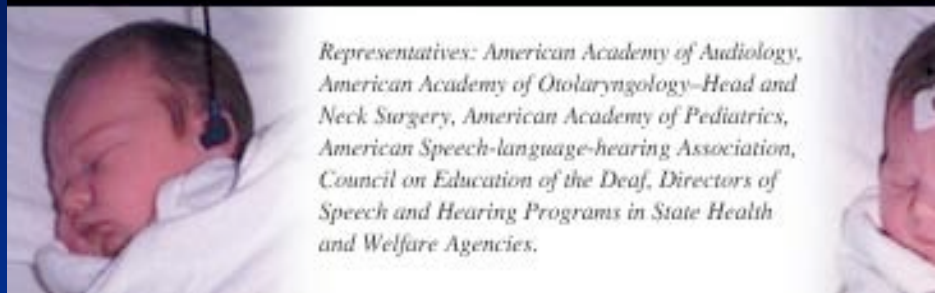 Representatives: American Academy of Audiology,
American Academy of Otolaryngology–Head and
Neck Surgery, American Academy of Pediatrics,
American Speech-language-hearing Association,
Council on Education of the Deaf, Directors of
Speech and Hearing Programs in State Health
and Welfare Agencies.